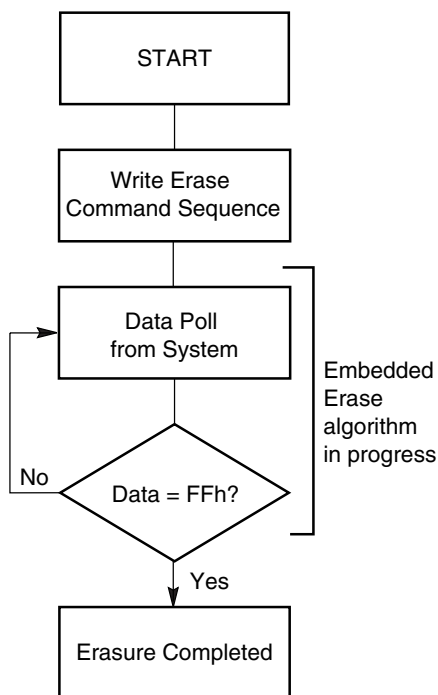 START
Write Erase
Command Sequence
Data Poll
from System
Embedded
Erase
algorithm
in progress
No
Data = FFh?
Yes
Erasure Completed